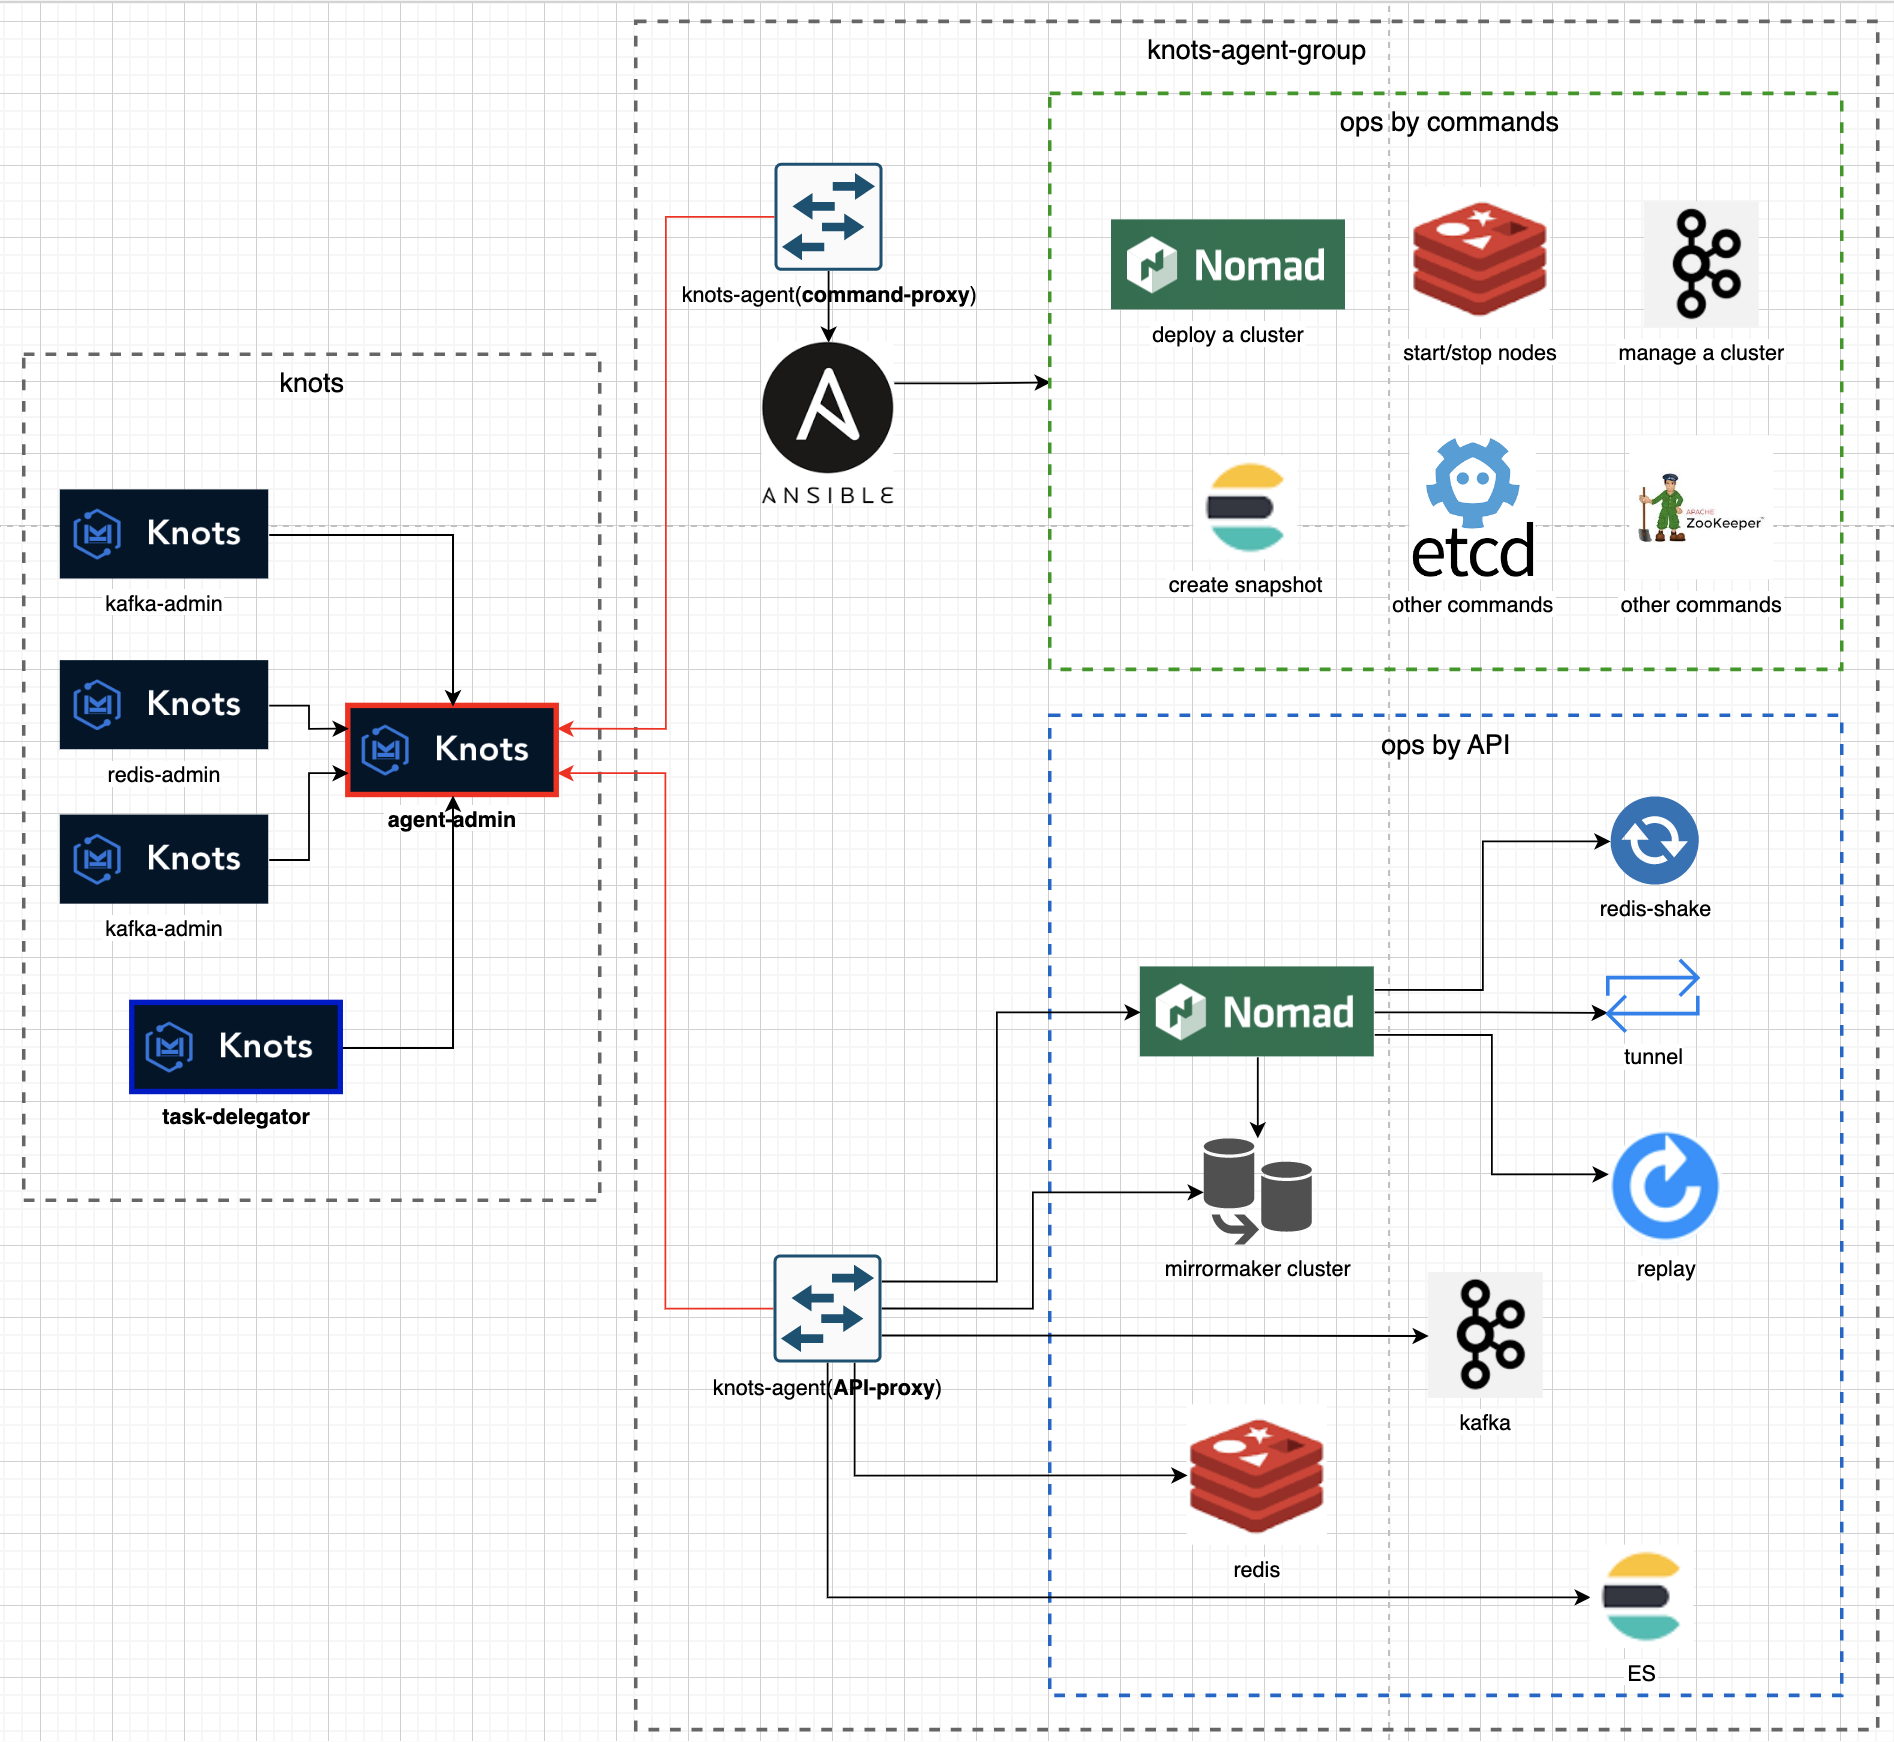 knots-agent-group
ops by commands
Nomad
deploy a cluster
start/stop nodes
manage a cluster
knots-agent(command-proxy)
ANSIBLE
create snapshot
etcd
other commands
APACHE
ZooKeeper
other commands
knots
Knots
kafka-admin
Knots
redis-admin
Knots
kafka-admin
Knots
agent-admin
Knots
task-delegator
ops by API
redis-shake
Nomad
tunnel
mirrormaker cluster
replay
knots-agent(API-proxy)
kafka
redis
ES